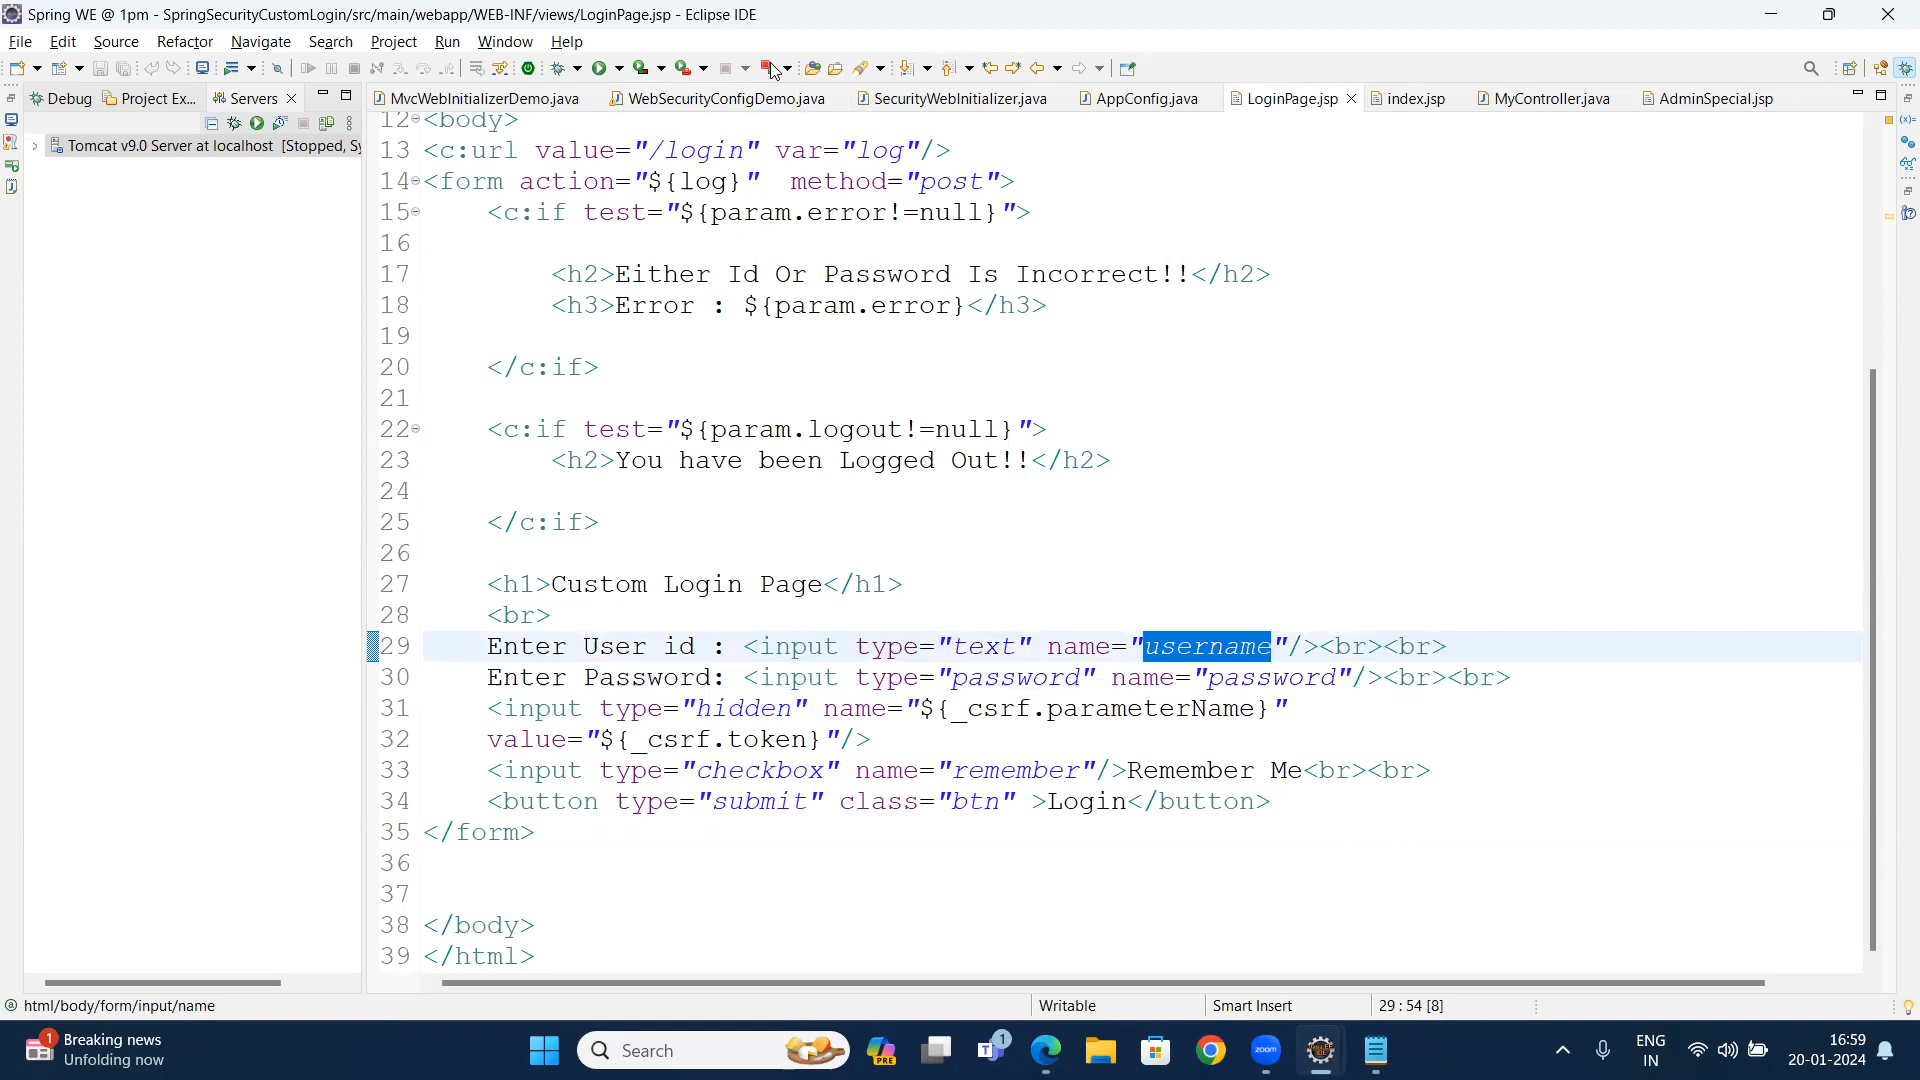 Spring WE @ 1pm - SpringSecurityCustomLogin/src/main/webapp/WEB-INF/views/LoginPage.jsp - Eclipse IDE
File Edit Source Refactor Navigate Search Project Run Window Help
Debug Project Ex... Servers
MvcWebInitializerDemo.java WebSecurityConfigDemo.java SecurityWebInitializer.java AppConfig.java LoginPage.jsp index.jsp MyController.java AdminSpecial.jsp
Tomcat v9.0 Server at localhost [Stopped, Sy
12 <body>
13 <c:url value="/login" var="log"/>
14 <form action="${log}"  method="post">
15     <c:if test="${param.error!=null}">
16
17         <h2>Either Id Or Password Is Incorrect!!</h2>
18         <h3>Error : ${param.error}</h3>
19
20     </c:if>
21
22     <c:if test="${param.logout!=null}">
23         <h2>You have been Logged Out!!</h2>
24
25     </c:if>
26
27     <h1>Custom Login Page</h1>
28     <br>
29     Enter User id : <input type="text" name="username"/><br><br>
30     Enter Password: <input type="password" name="password"/><br><br>
31     <input type="hidden" name="${_csrf.parameterName}"
32     value="${_csrf.token}"/>
33     <input type="checkbox" name="remember"/>Remember Me<br><br>
34     <button type="submit" class="btn" >Login</button>
35 </form>
36
37
38 </body>
39 </html>
html/body/form/input/name
Writable
Smart Insert
29 : 54 [8]
1
Breaking news
Unfolding now
Search
PRE
1
zoom
ENG
IN
16:59
20-01-2024